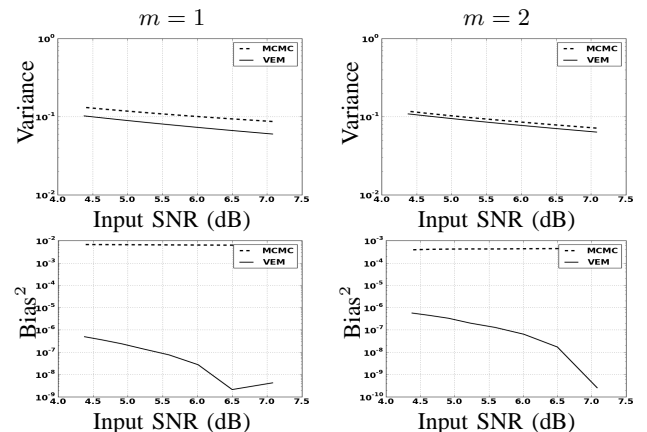 m = 1
m = 2
10^0
10^-1
10^-2
Variance
MCMC
VEM
4.0 4.5 5.0 5.5 6.0 6.5 7.0 7.5
Input SNR (dB)
10^0
10^-1
10^-2
Variance
MCMC
VEM
4.0 4.5 5.0 5.5 6.0 6.5 7.0 7.5
Input SNR (dB)
10^-2
10^-3
10^-4
10^-5
10^-6
10^-7
10^-8
10^-9
Bias^2
MCMC
VEM
4.0 4.5 5.0 5.5 6.0 6.5 7.0 7.5
Input SNR (dB)
10^-3
10^-4
10^-5
10^-6
10^-7
10^-8
10^-9
10^-10
Bias^2
MCMC
VEM
4.0 4.5 5.0 5.5 6.0 6.5 7.0 7.5
Input SNR (dB)